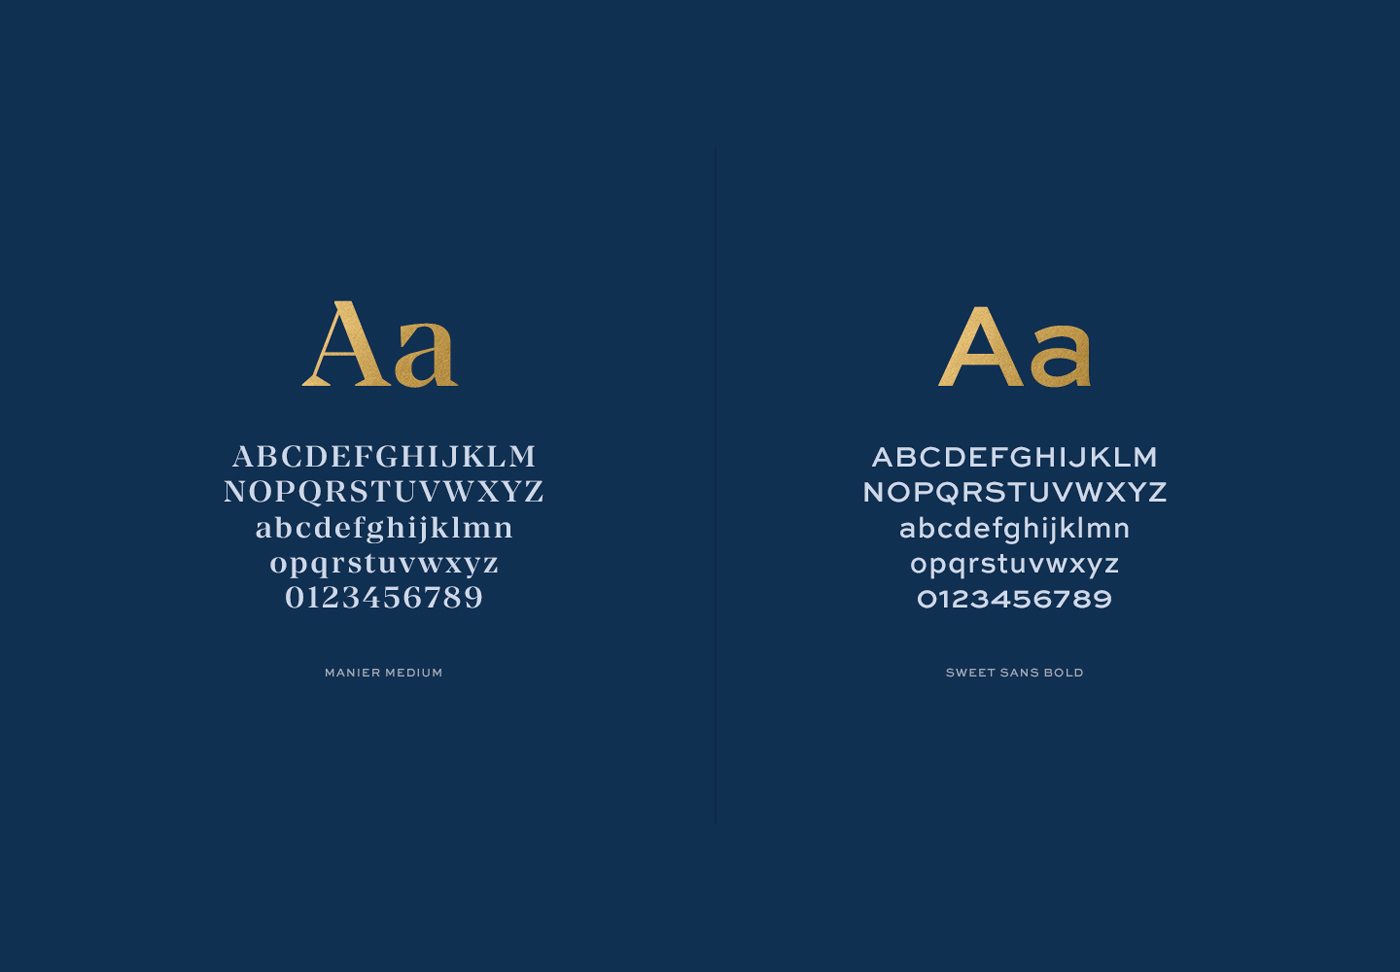 Aa
ABCDEFGHIJKLM
NOPQRSTUVWXYZ
abcdefghijklmn
opqrstuvwxyz
0123456789
MANIER MEDIUM
Aa
ABCDEFGHIJKLM
NOPQRSTUVWXYZ
abcdefghijklmn
opqrstuvwxyz
0123456789
SWEET SANS BOLD